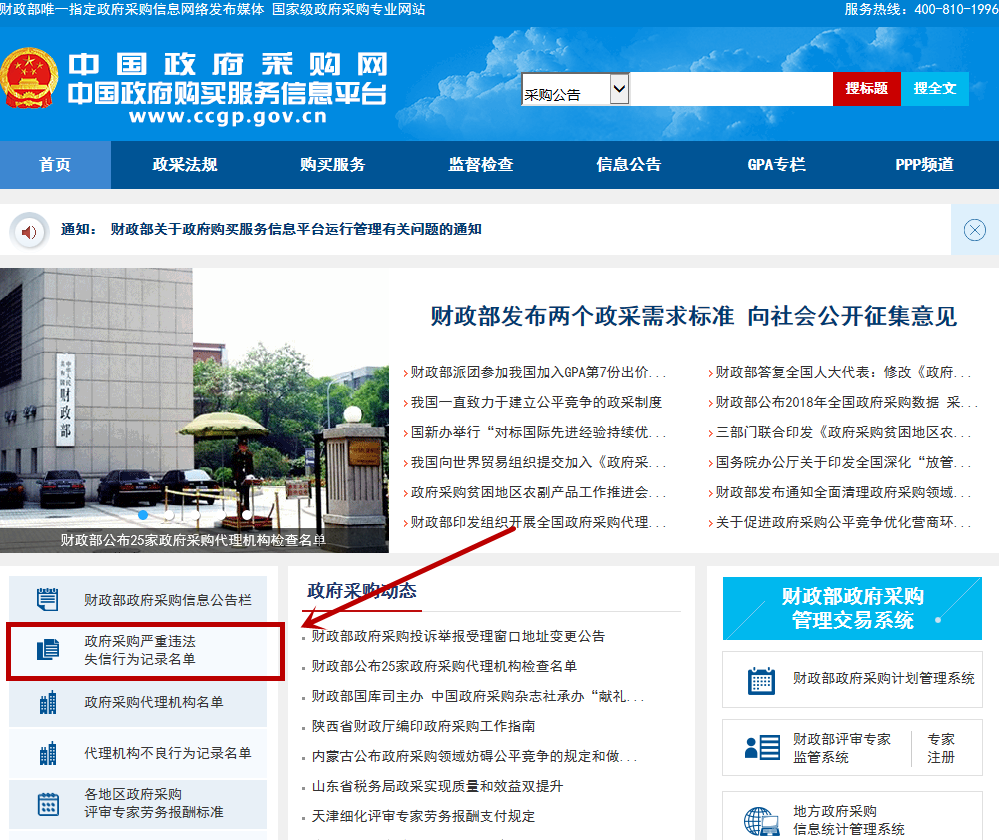 财政部唯一指定政府采购信息网络发布媒体 国家级政府采购专业网站
服务热线：400-810-1996
中国政府采购网
中国政府购买服务信息平台
www.ccgp.gov.cn
采购公告
搜标题
搜全文
首页
政采法规
购买服务
监督检查
信息公告
GPA专栏
PPP频道
通知： 财政部关于政府购买服务信息平台运行管理有关问题的通知
中华人民
共和国
财政部
财政部公布25家政府采购代理机构检查名单
财政部发布两个政采需求标准 向社会公开征集意见
财政部派团参加我国加入GPA第7份出价...
我国一直致力于建立公平竞争的政采制度
国新办举行“对标国际先进经验持续优...
我国向世界贸易组织提交加入《政府采...
政府采购贫困地区农副产品工作推进会...
财政部印发组织开展全国政府采购代理...
财政部答复全国人大代表：修改《政府...
财政部公布2018年全国政府采购数据 采...
三部门联合印发《政府采购贫困地区农...
国务院办公厅关于印发全国深化“放管...
财政部发布通知全面清理政府采购领域...
关于促进政府采购公平竞争优化营商环...
财政部政府采购信息公告栏
政府采购严重违法
失信行为记录名单
政府采购代理机构名单
代理机构不良行为记录名单
各地区政府采购
评审专家劳务报酬标准
政府采购动态
财政部政府采购投诉举报受理窗口地址变更公告
财政部公布25家政府采购代理机构检查名单
财政部国库司主办 中国政府采购杂志社承办“献礼...
陕西省财政厅编印政府采购工作指南
内蒙古公布政府采购领域妨碍公平竞争的规定和做...
山东省税务局政采实现质量和效益双提升
天津细化评审专家劳务报酬支付规定
财政部政府采购
管理交易系统
财政部政府采购计划管理系统
财政部评审专家
监管系统
专家
注册
地方政府采购
信息统计管理系统